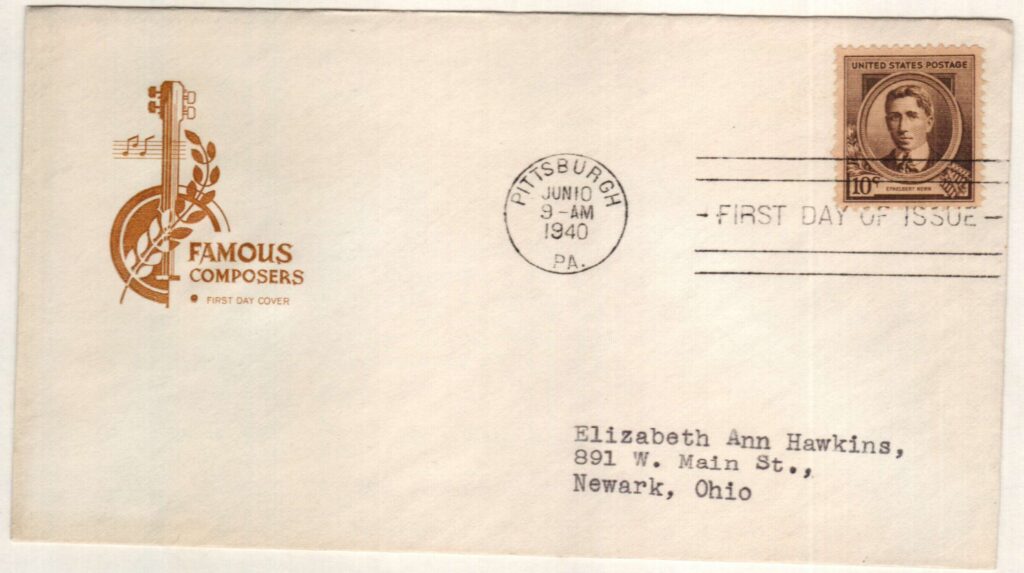 FAMOUS
COMPOSERS
FIRST DAY COVER
PITTSBURGH
JUN 10
9-AM
1940
PA.
UNITED STATES POSTAGE
10¢
ETHELBERT NEVIN
- FIRST DAY OF ISSUE -
Elizabeth Ann Hawkins,
891 W. Main St.,
Newark, Ohio